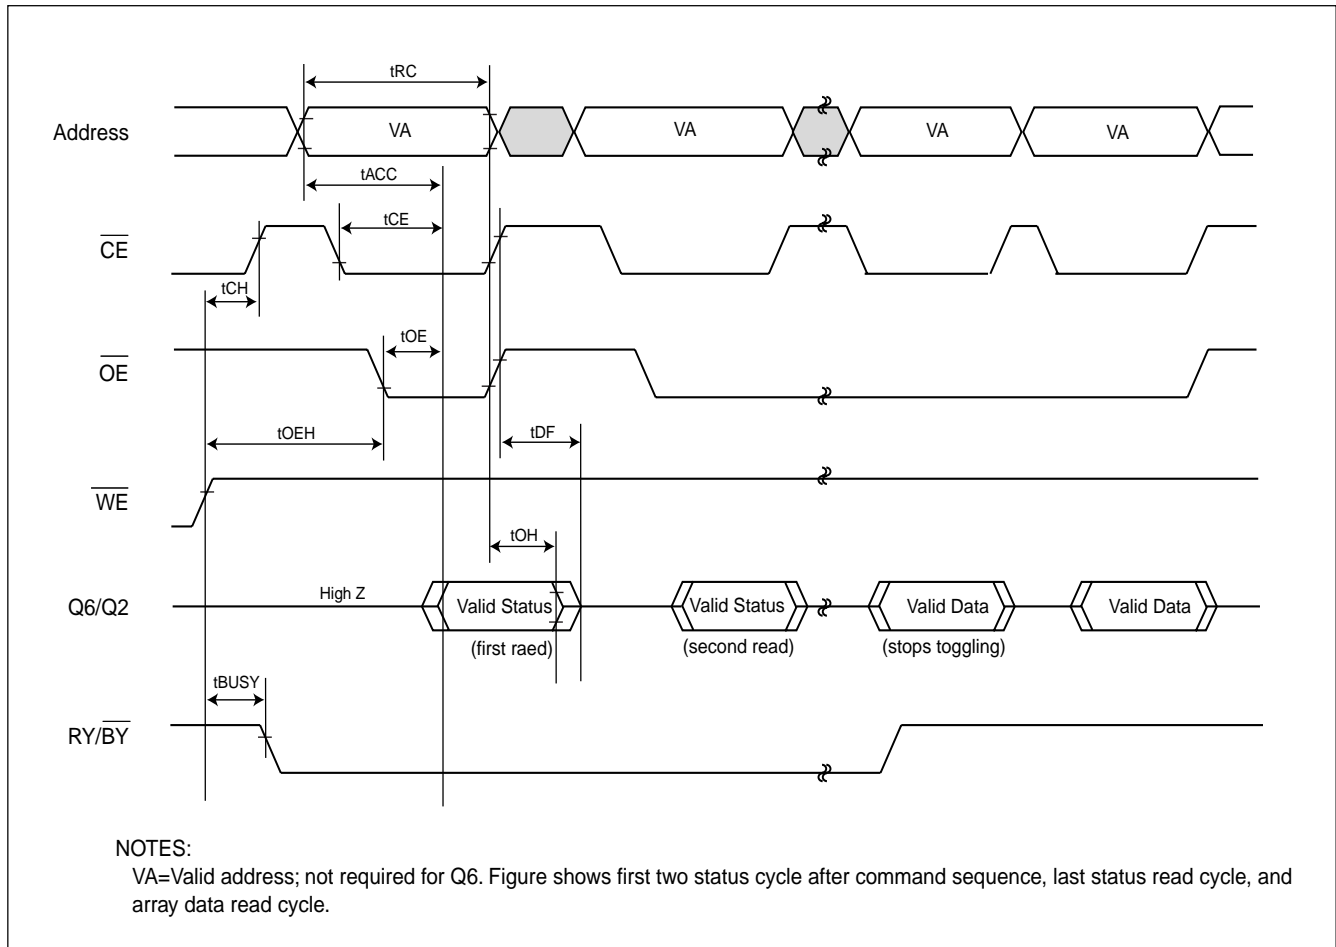 tRC
Address
VA
VA
VA
VA
tACC
tCE
CE
tCH
tOE
OE
tOEH
tDF
WE
tOH
Q6/Q2
High Z
Valid Status
Valid Status
Valid Data
Valid Data
(first raed)
(second read)
(stops toggling)
tBUSY
RY/BY
NOTES:
VA=Valid address; not required for Q6. Figure shows first two status cycle after command sequence, last status read cycle, and
array data read cycle.